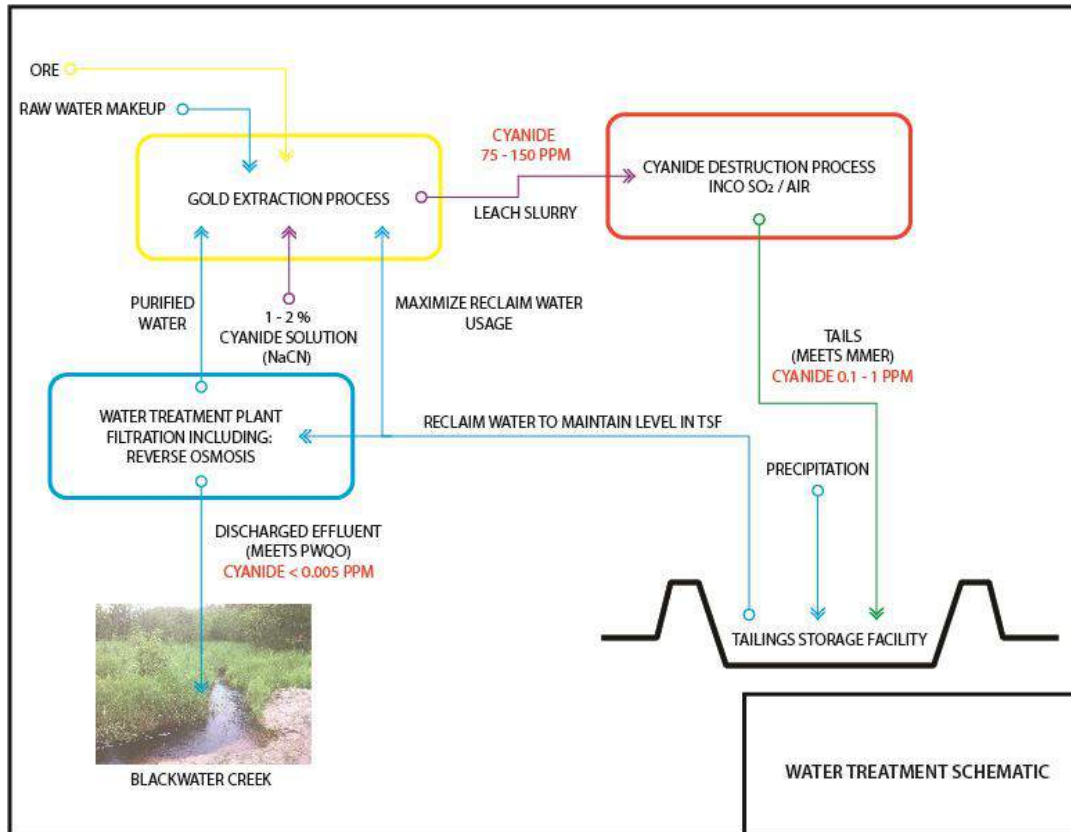 ORE
RAW WATER MAKEUP
GOLD EXTRACTION PROCESS
CYANIDE
75 - 150 PPM
LEACH SLURRY
CYANIDE DESTRUCTION PROCESS
INCO SO₂ / AIR
PURIFIED
WATER
1 - 2 %
CYANIDE SOLUTION
(NaCN)
MAXIMIZE RECLAIM WATER
USAGE
TAILS
(MEETS MMER)
CYANIDE 0.1 - 1 PPM
WATER TREATMENT PLANT
FILTRATION INCLUDING:
REVERSE OSMOSIS
RECLAIM WATER TO MAINTAIN LEVEL IN TSF
PRECIPITATION
DISCHARGED EFFLUENT
(MEETS PWQO)
CYANIDE < 0.005 PPM
TAILINGS STORAGE FACILITY
BLACKWATER CREEK
WATER TREATMENT SCHEMATIC